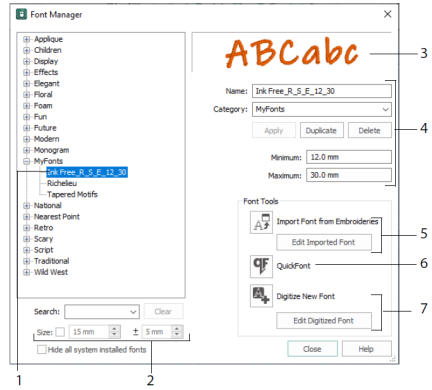 Font Manager
Applique
Children
Display
Effects
Elegant
Floral
Foam
Fun
Future
Modern
Monogram
MyFonts
Ink Free_R_S_E_12_30
Richelieu
Tapered Motifs
National
Nearest Point
Retro
Scary
Script
Traditional
Wild West
Search:
Clear
Size: 15 mm ± 5 mm
Hide all system installed fonts
1
2
ABCabc
3
Name: Ink Free_R_S_E_12_30
Category: MyFonts
Apply Duplicate Delete
4
Minimum: 12.0 mm
Maximum: 30.0 mm
Font Tools
Import Font from Embroideries
Edit Imported Font
5
QuickFont
6
Digitize New Font
Edit Digitized Font
7
Close Help